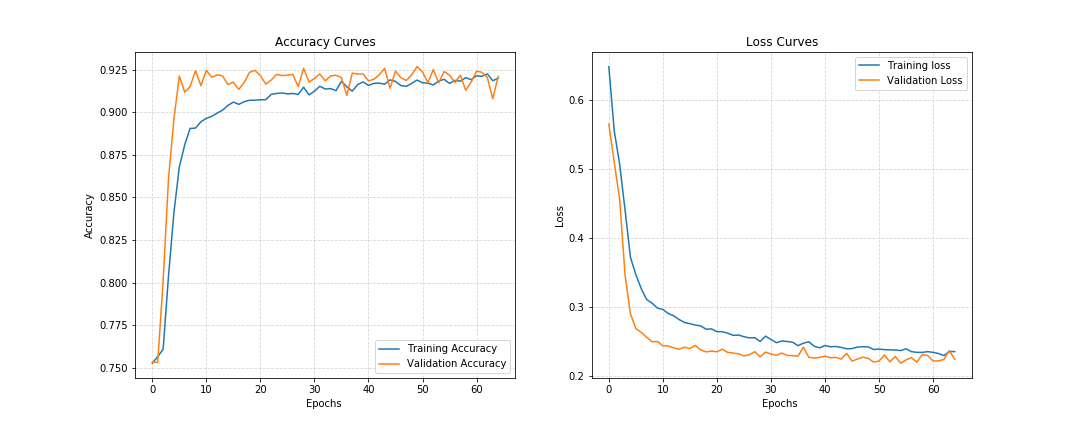 Accuracy Curves
0.925
0.900
0.875
0.850
0.825
0.800
0.775
0.750
Accuracy
Training Accuracy
Validation Accuracy
0 10 20 30 40 50 60
Epochs
Loss Curves
Training loss
Validation Loss
0.6
0.5
0.4
0.3
0.2
Loss
0 10 20 30 40 50 60
Epochs